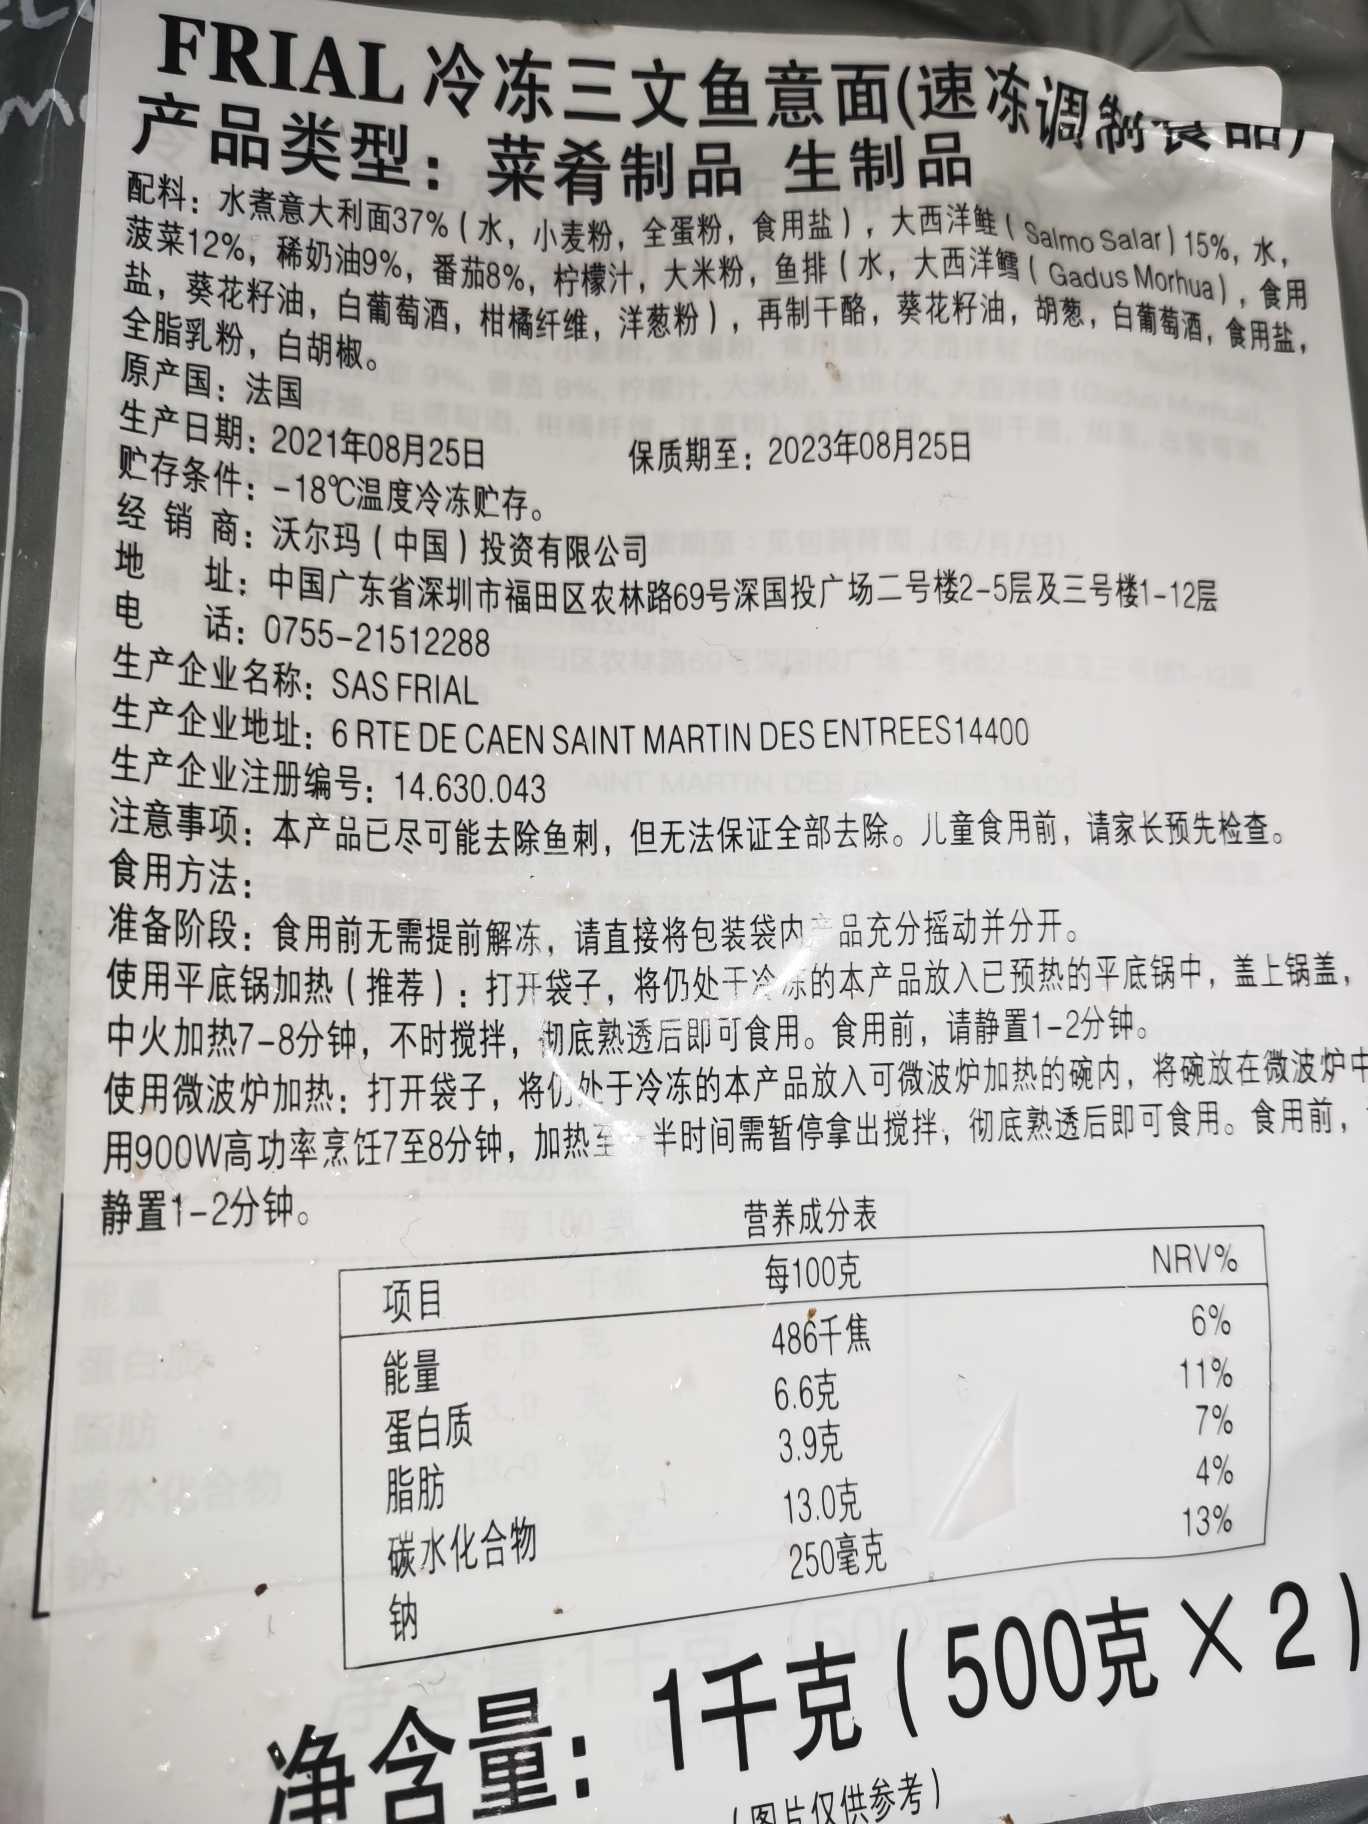 FRIAL 冷冻三文鱼意面(速冻调制食品)
产品类型：菜肴制品 生制品
配料：水煮意大利面37%（水，小麦粉，全蛋粉，食用盐），大西洋鲑（Salmo Salar）15%，水，
菠菜12%，稀奶油9%，番茄8%，柠檬汁，大米粉，鱼排（水，大西洋鳕（Gadus Morhua），食用
盐，葵花籽油，白葡萄酒，柑橘纤维，洋葱粉），再制干酪，葵花籽油，胡葱，白葡萄酒，食用盐，
全脂乳粉，白胡椒。
原产国：法国
生产日期：2021年08月25日 保质期至：2023年08月25日
贮存条件：-18℃温度冷冻贮存。
经 销 商：沃尔玛（中国）投资有限公司
地 址：中国广东省深圳市福田区农林路69号深国投广场二号楼2-5层及三号楼1-12层
电 话：0755-21512288
生产企业名称：SAS FRIAL
生产企业地址：6 RTE DE CAEN SAINT MARTIN DES ENTREES14400
生产企业注册编号：14.630.043
注意事项：本产品已尽可能去除鱼刺，但无法保证全部去除。儿童食用前，请家长预先检查。
食用方法：
准备阶段：食用前无需提前解冻，请直接将包装袋内产品充分摇动并分开。
使用平底锅加热（推荐）：打开袋子，将仍处于冷冻的本产品放入已预热的平底锅中，盖上锅盖，
中火加热7-8分钟，不时搅拌，彻底熟透后即可食用。食用前，请静置1-2分钟。
使用微波炉加热：打开袋子，将仍处于冷冻的本产品放入可微波炉加热的碗内，将碗放在微波炉中
用900W高功率烹饪7至8分钟，加热至一半时间需暂停拿出搅拌，彻底熟透后即可食用。食用前，
静置1-2分钟。
营养成分表
项目 每100克 NRV%
能量 486千焦 6%
蛋白质 6.6克 11%
脂肪 3.9克 7%
碳水化合物 13.0克 4%
钠 250毫克 13%
净含量：1千克（500克×2）
（图片仅供参考）